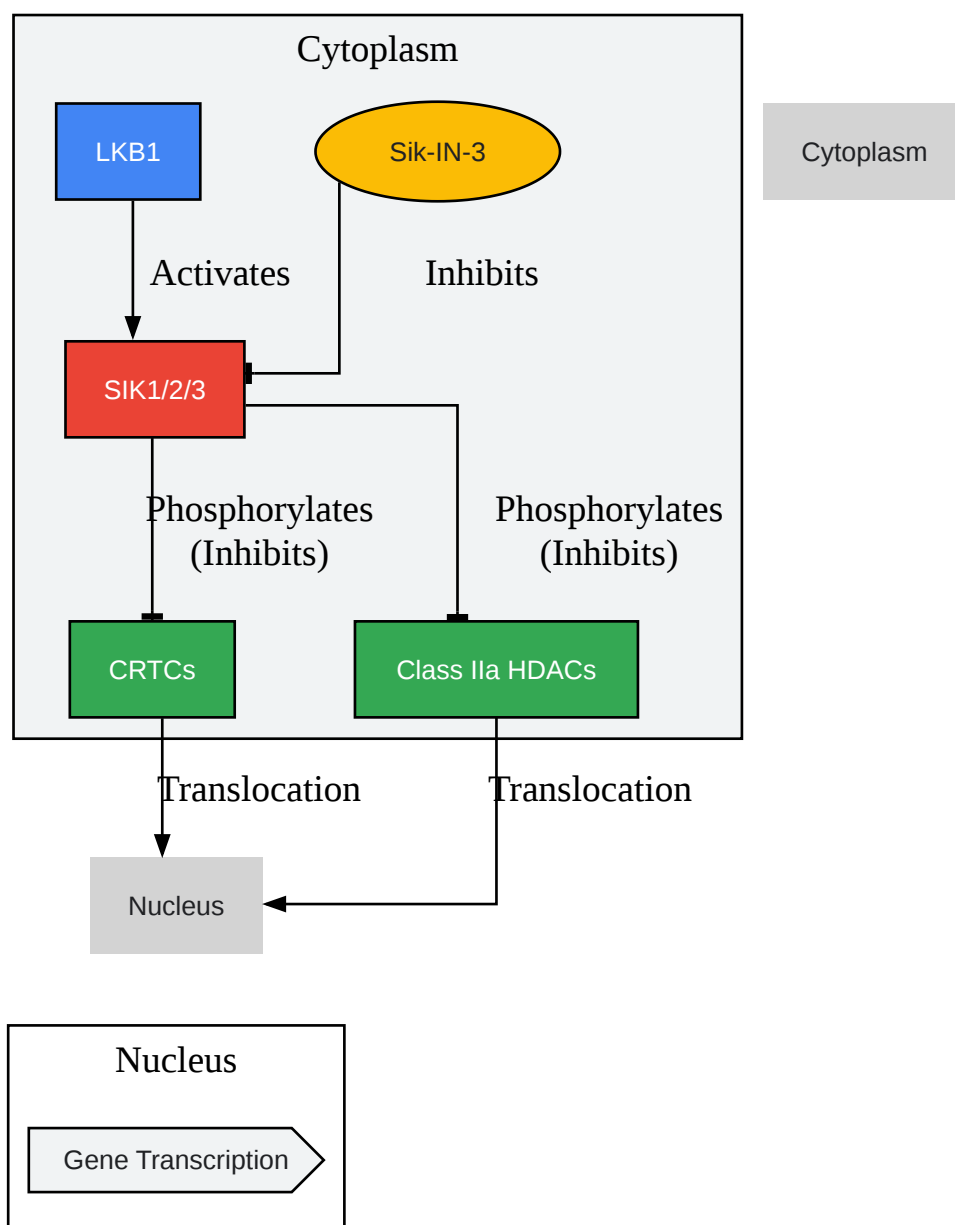 Cytoplasm
LKB1
Sik-IN-3
Cytoplasm
Activates
Inhibits
SIK1/2/3
Phosphorylates
(Inhibits)
Phosphorylates
(Inhibits)
CRTCs
Class IIa HDACs
Translocation
Translocation
Nucleus
Nucleus
Gene Transcription